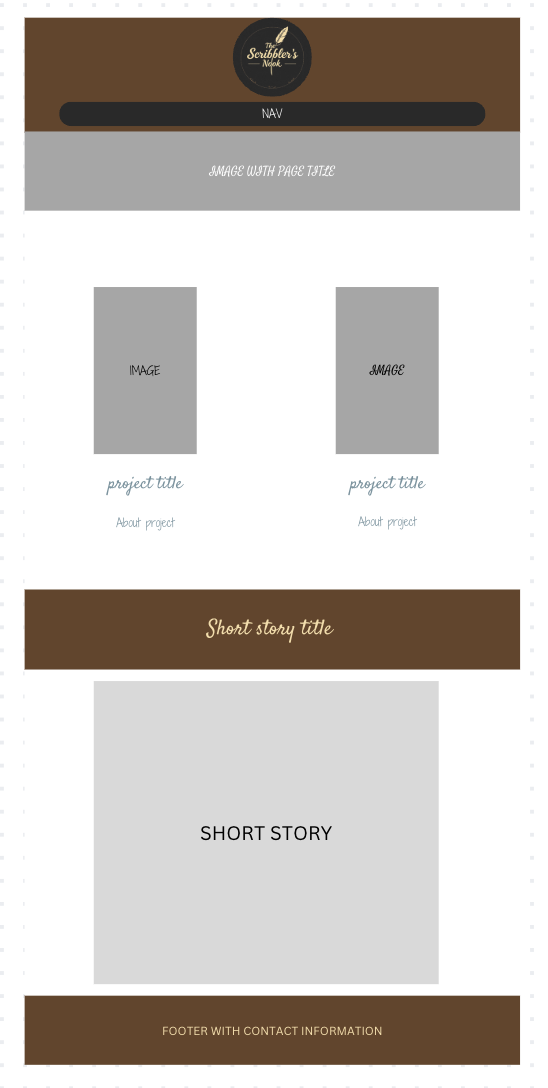 The
Scribbler's
Nook
NAV
IMAGE WITH PAGE TITLE
IMAGE
IMAGE
project title
project title
About project
About project
Short story title
SHORT STORY
FOOTER WITH CONTACT INFORMATION